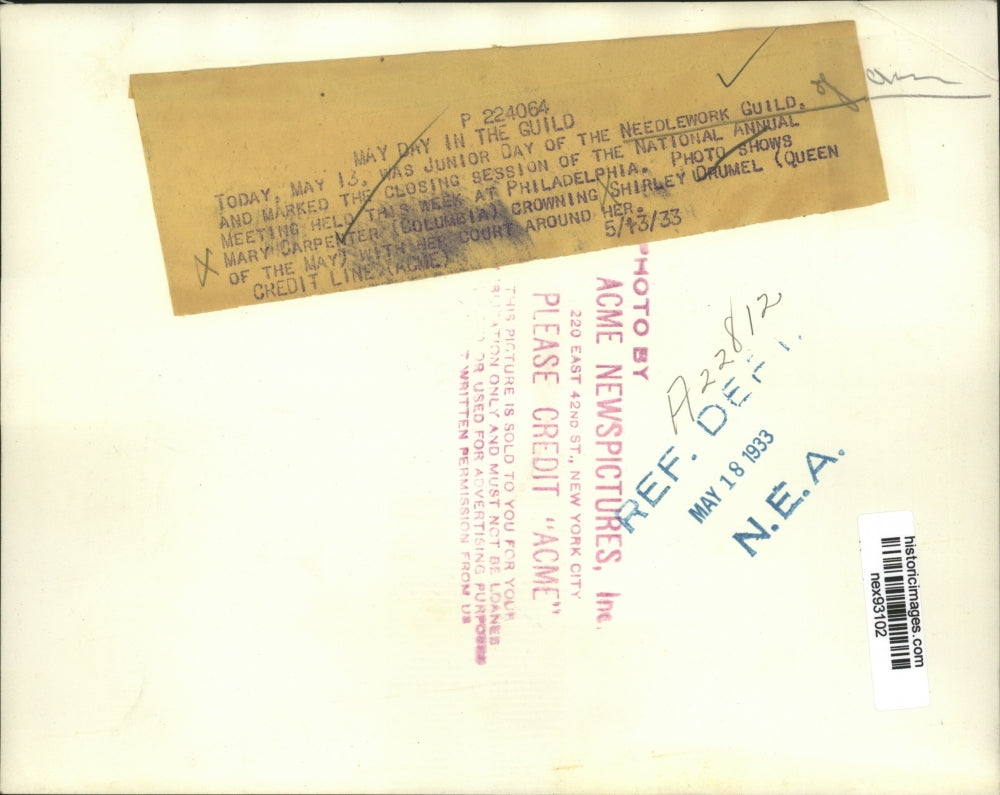 P 224064
MAY DAY IN THE GUILD
TODAY, MAY 13, WAS JUNIOR DAY OF THE NEEDLEWORK GUILD.
AND MARKED THE CLOSING SESSION OF THE NATIONAL ANNUAL
MEETING HELD THIS WEEK AT PHILADELPHIA. PHOTO SHOWS
MARY CARPENTER (COLUMBIA) CROWNING SHIRLEY DRUMEL (QUEEN
OF THE MAY) WITH HER COURT AROUND HER.
CREDIT LINE (ACME) 5/13/33
PHOTO BY
ACME NEWSPICTURES, Inc.
220 EAST 42ND ST., NEW YORK CITY
PLEASE CREDIT "ACME"
THIS PICTURE IS SOLD TO YOU FOR YOUR
ONLY AND MUST NOT BE LOANED
OR USED FOR ADVERTISING PURPOSES
WRITTEN PERMISSION FROM US
A22812
REF. DEPT.
MAY 18 1933
N.E.A.
historicimages.com
nex93102